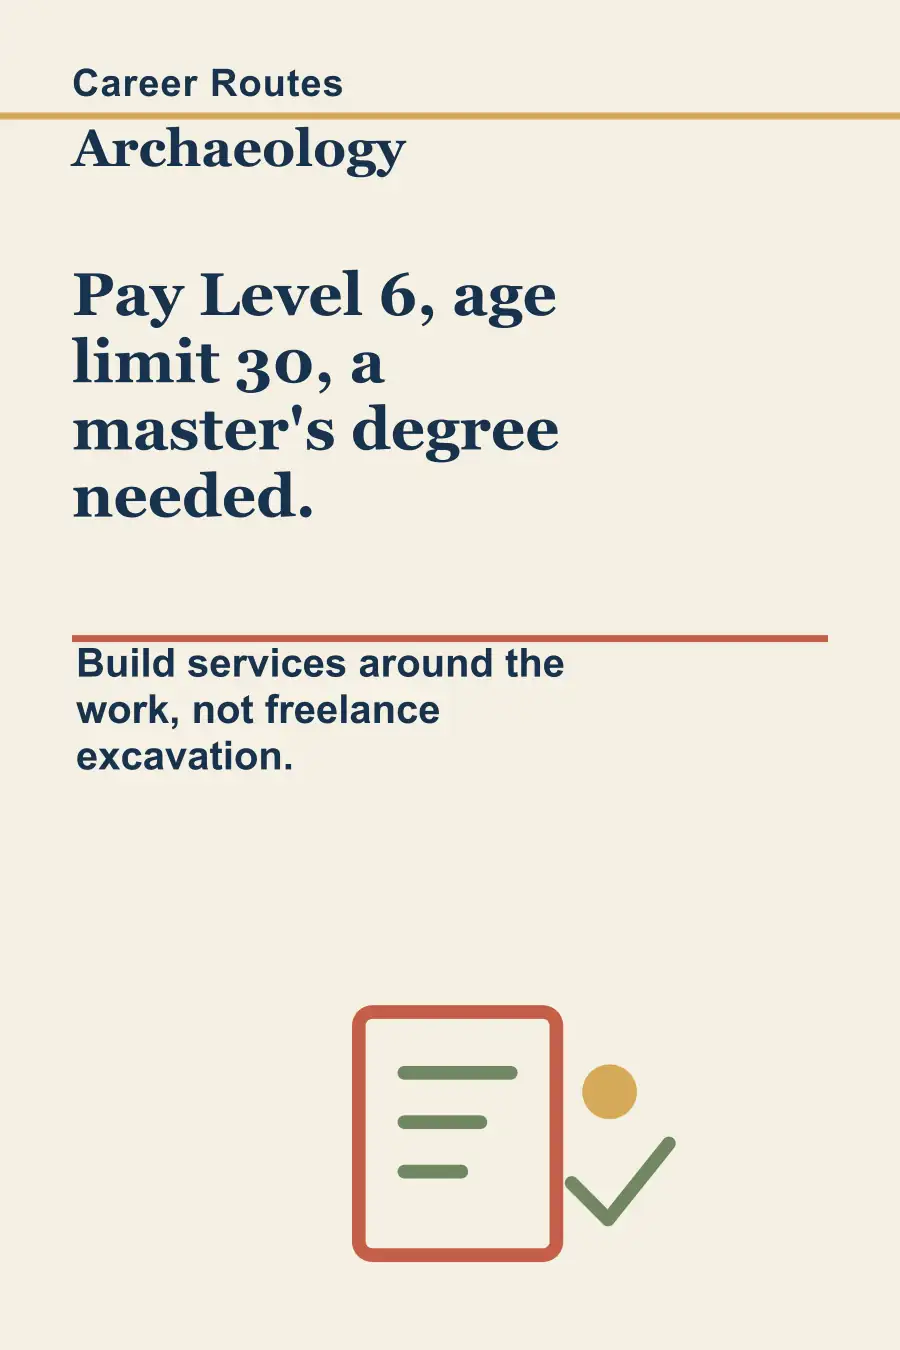 Career Routes
Archaeology
Pay Level 6, age
limit 30, a
master's degree
needed.
Build services around the
work, not freelance
excavation.